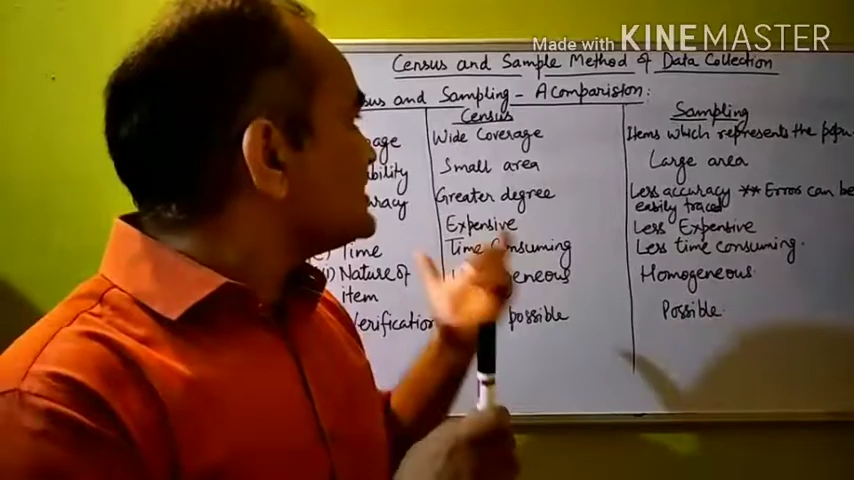 Made with KINEMASTER
Census and Sample Method of Data Collection
and Sampling - A Comparision:
Census
Sampling
Wide Coverage
Items which represents the
Small area
Large area
Greater degree
Less accuracy ** Errors can be
easily traced
Expensive
Less Expensive
Time
Time Consuming
Less time Consuming
Nature of
Homogeneous
Item
possible
Possible